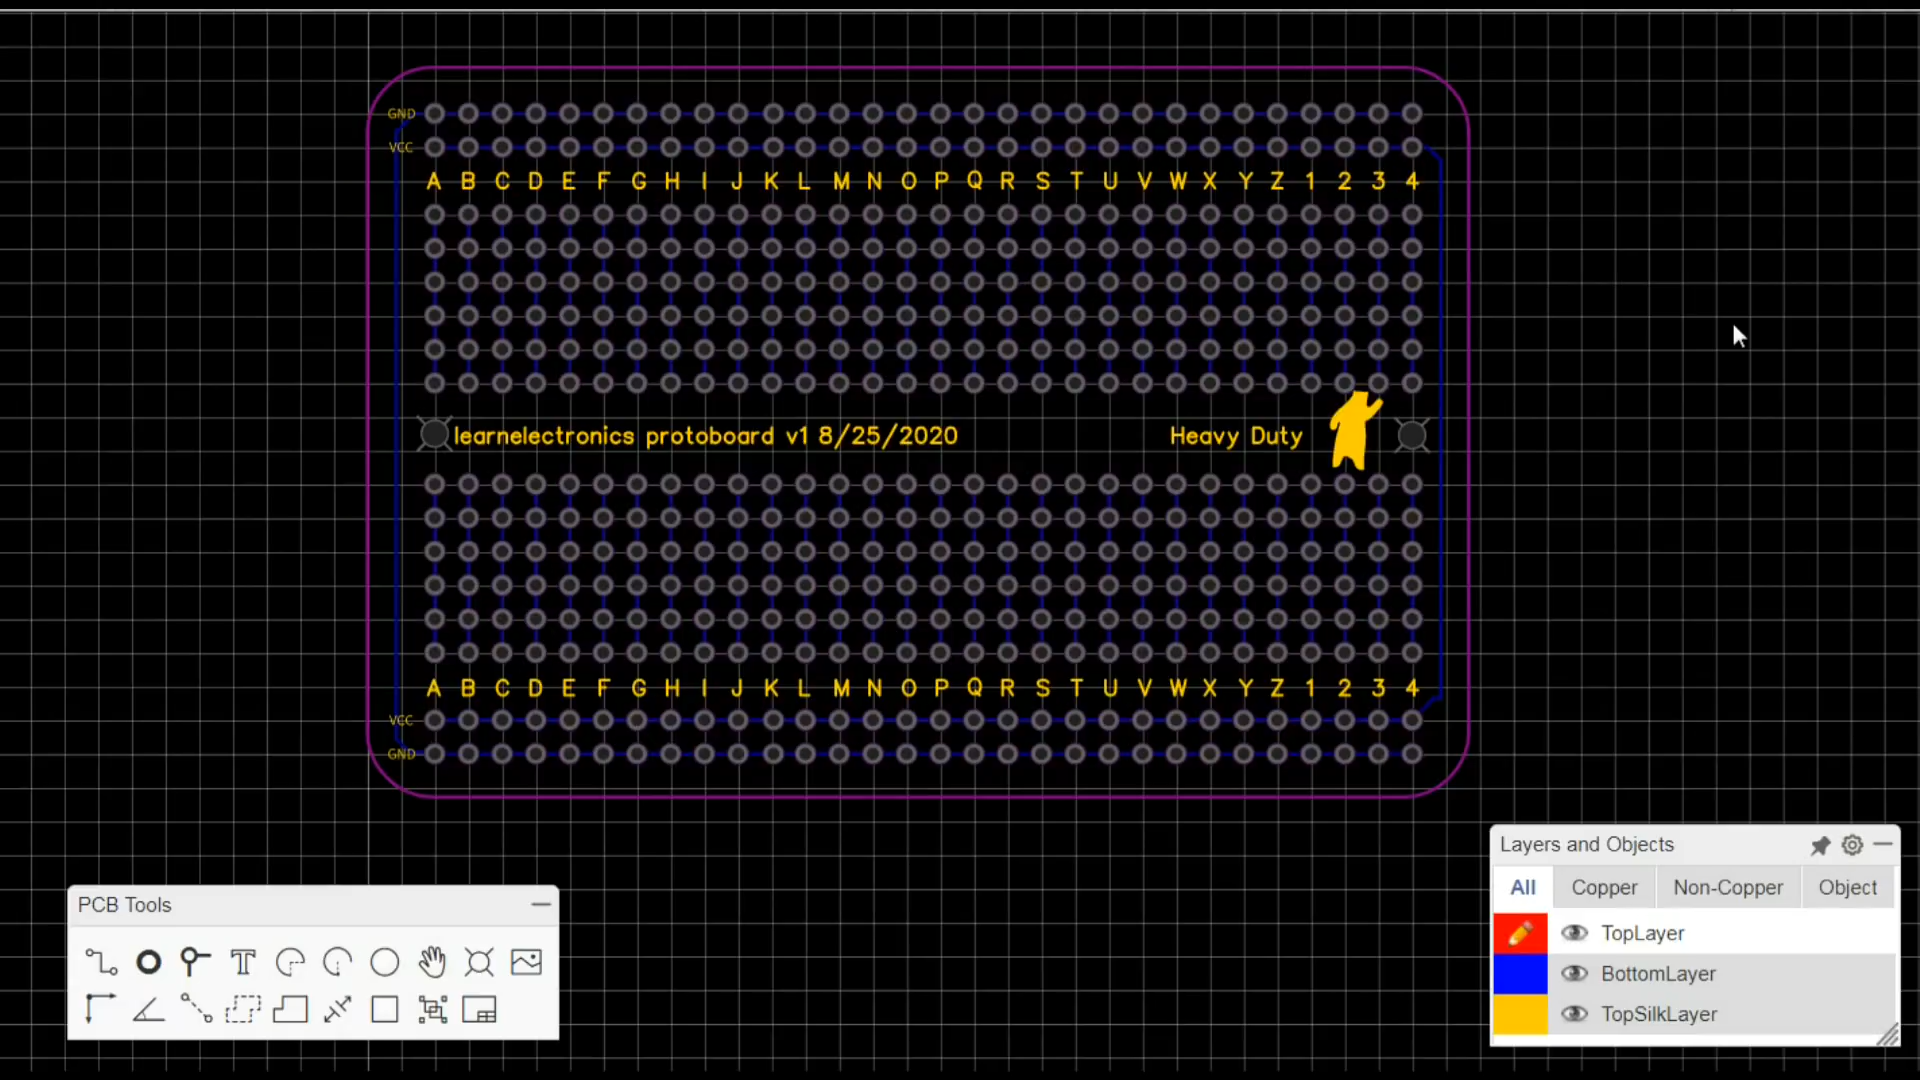 GND
VCC
A B C D E F G H I J K L M N O P Q R S T U V W X Y Z 1 2 3 4
learnelectronics protoboard v1 8/25/2020 Heavy Duty
A B C D E F G H I J K L M N O P Q R S T U V W X Y Z 1 2 3 4
VCC
GND
Layers and Objects
All Copper Non-Copper Object
TopLayer
BottomLayer
TopSilkLayer
PCB Tools
T